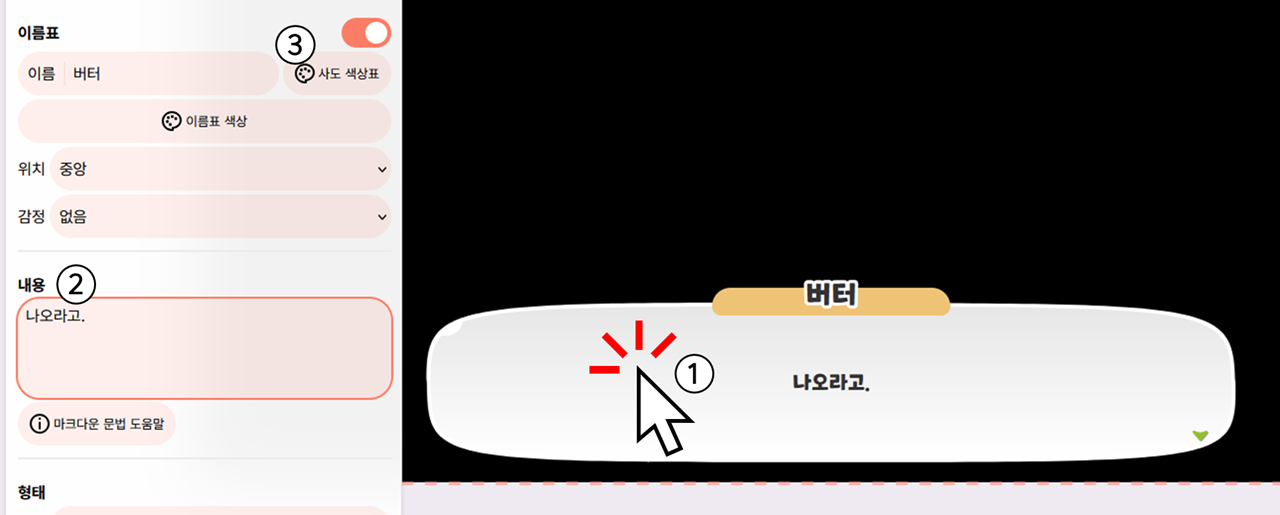 이름표
③
이름 버터
사도 색상표
이름표 색상
위치 중앙
감정 없음
내용 ②
나오라고.
마크다운 문법 도움말
형태
버터
①
나오라고.